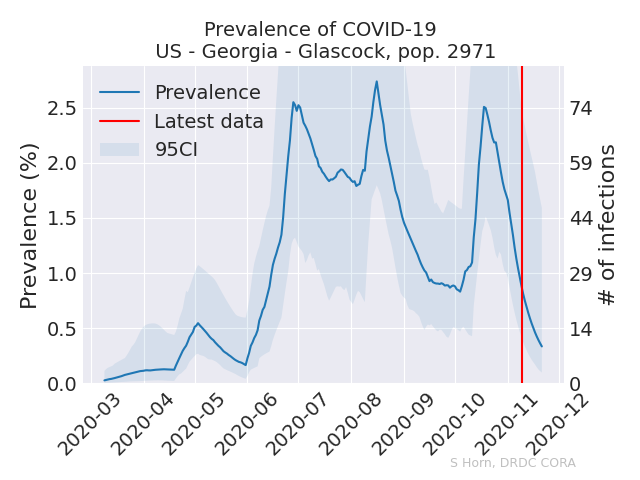 Prevalence of COVID-19
US - Georgia - Glascock, pop. 2971
Prevalence
Latest data
95CI
Prevalence (%)
2.5
2.0
1.5
1.0
0.5
0.0
74
59
44
29
14
0
# of infections
2020-03
2020-04
2020-05
2020-06
2020-07
2020-08
2020-09
2020-10
2020-11
2020-12
S Horn, DRDC CORA